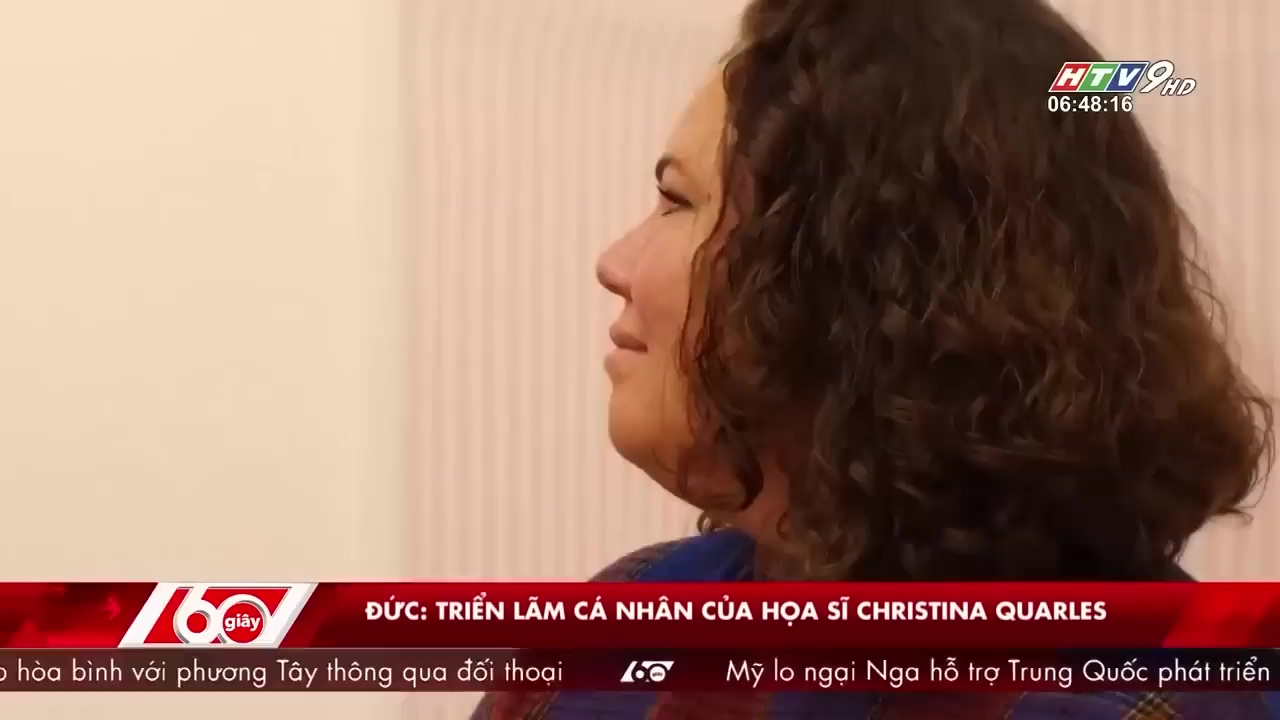 HTV9HD
06:48:16
60 giây
ĐỨC: TRIỂN LÃM CÁ NHÂN CỦA HỌA SĨ CHRISTINA QUARLES
hòa bình với phương Tây thông qua đối thoại
60 giây
Mỹ lo ngại Nga hỗ trợ Trung Quốc phát triển